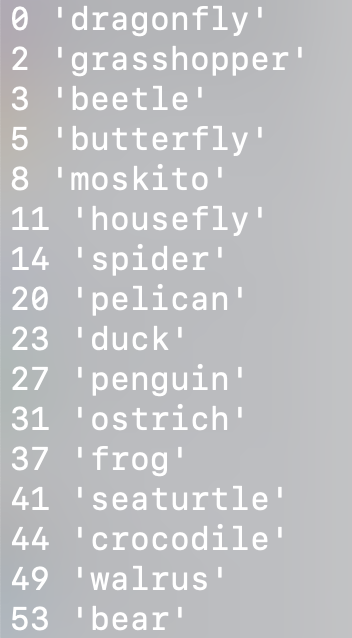 0 'dragonfly'
2 'grasshopper'
3 'beetle'
5 'butterfly'
8 'moskito'
11 'housefly'
14 'spider'
20 'pelican'
23 'duck'
27 'penguin'
31 'ostrich'
37 'frog'
41 'seaturtle'
44 'crocodile'
49 'walrus'
53 'bear'